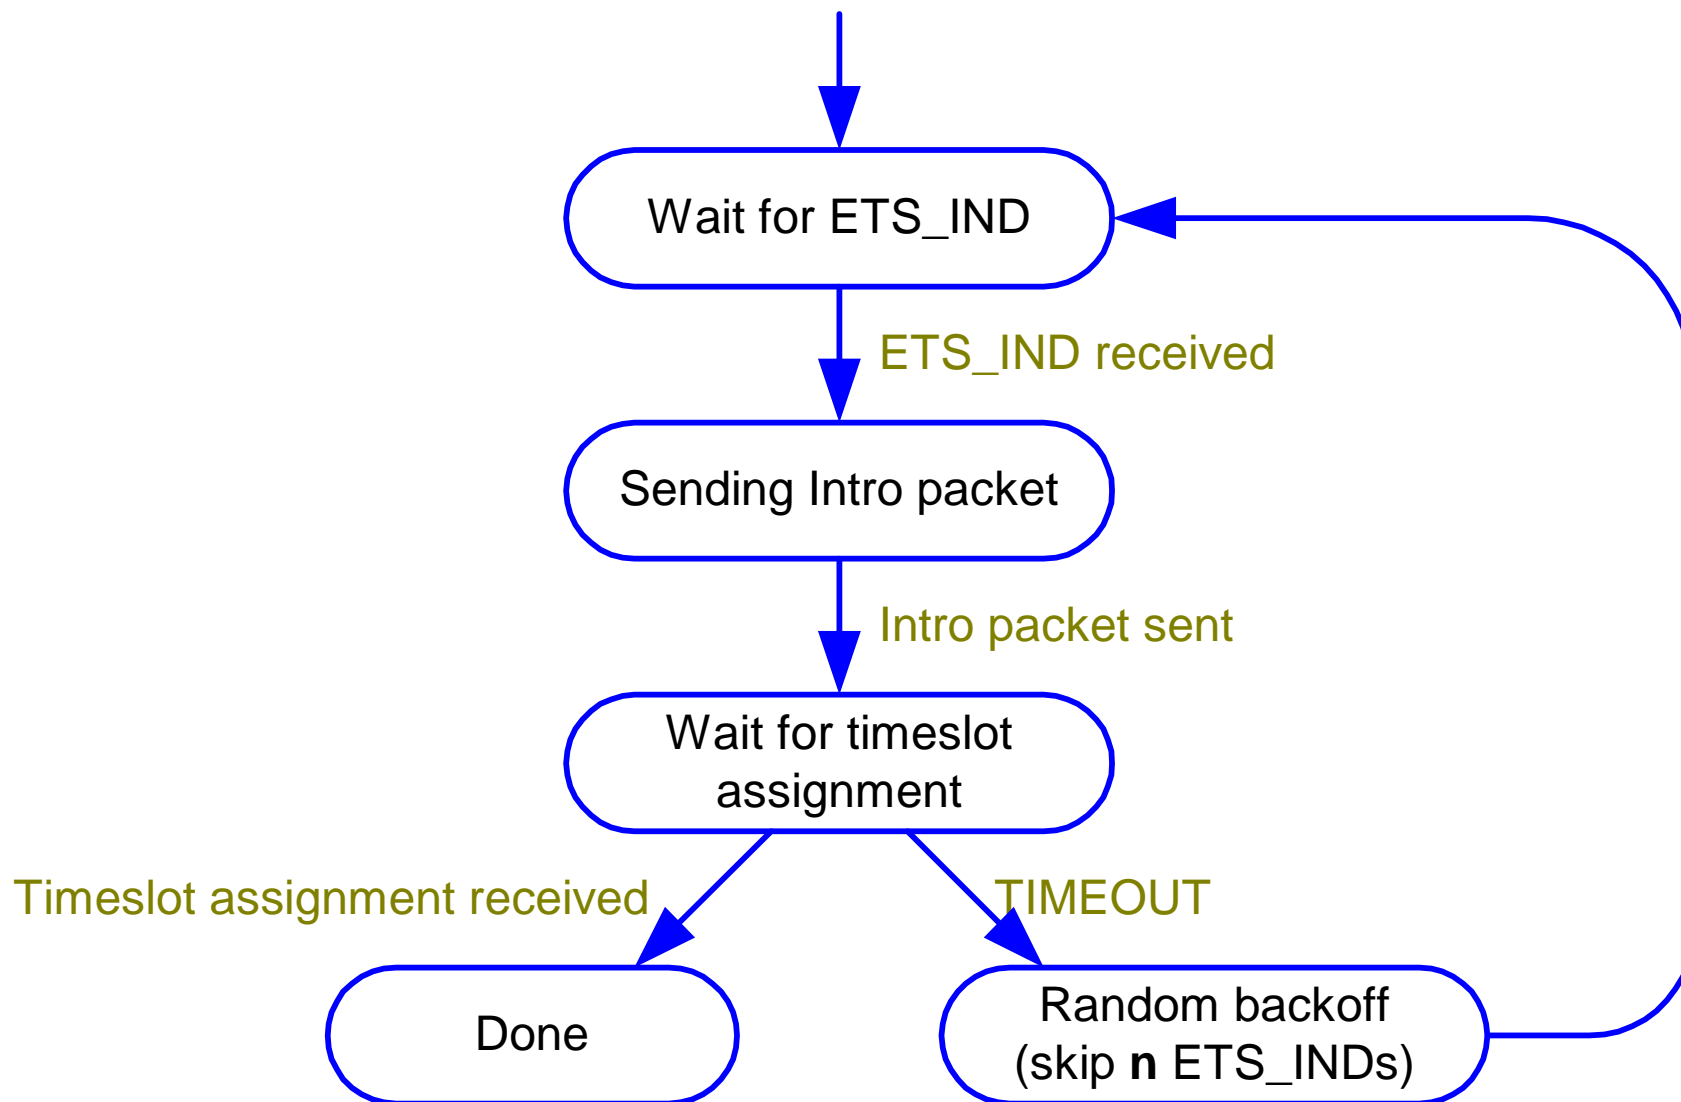 Wait for ETS_IND
ETS_IND received
Sending Intro packet
Intro packet sent
Wait for timeslot
assignment
Timeslot assignment received
TIMEOUT
Done
Random backoff
(skip n ETS_INDs)